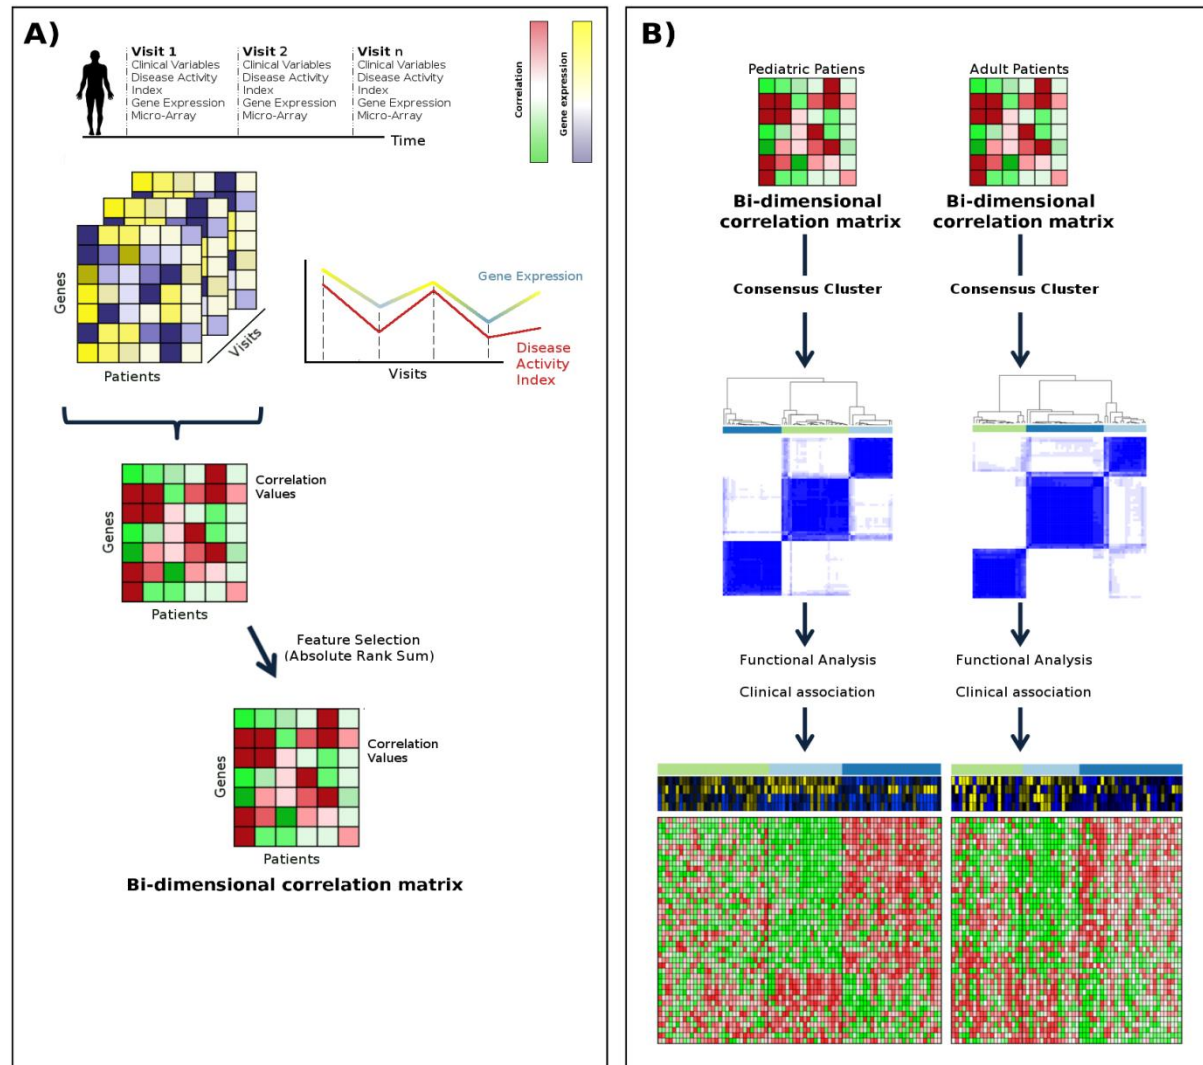 A)
Visit 1
Clinical Variables
Disease Activity
Index
Gene Expression
Micro-Array
Visit 2
Clinical Variables
Disease Activity
Index
Gene Expression
Micro-Array
Visit n
Clinical Variables
Disease Activity
Index
Gene Expression
Micro-Array
Time
Correlation
Gene expression
Genes
Patients
Visits
Gene Expression
Disease
Activity
Index
Visits
Correlation
Values
Genes
Patients
Feature Selection
(Absolute Rank Sum)
Correlation
Values
Genes
Patients
Bi-dimensional correlation matrix
B)
Pediatric Patiens
Bi-dimensional
correlation matrix
Consensus Cluster
Functional Analysis
Clinical association
Adult Patients
Bi-dimensional
correlation matrix
Consensus Cluster
Functional Analysis
Clinical association